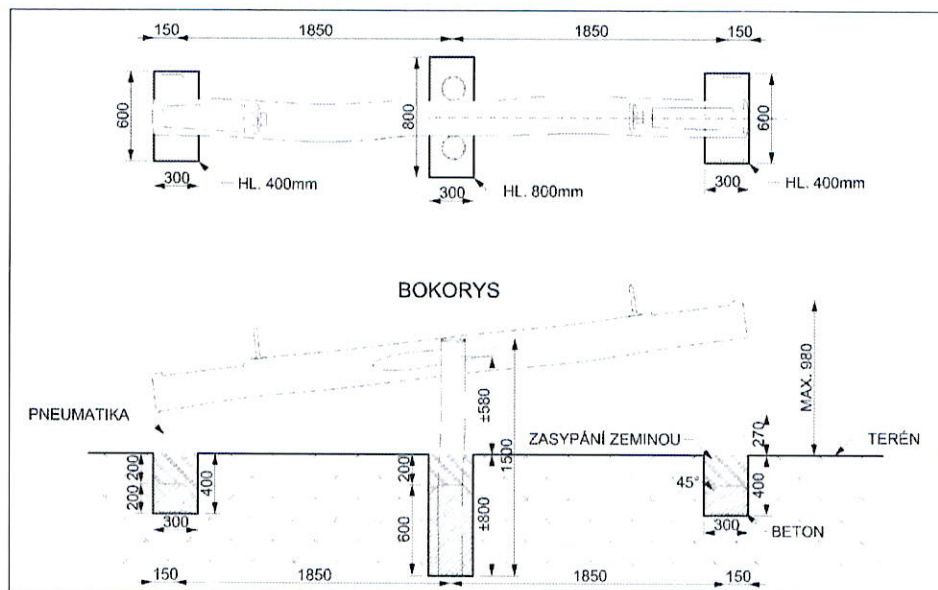 150 1850 1850 150
600 800 600
300 HL. 400mm 300 HL. 800mm 300 HL. 400mm
BOKORYS
MAX. 980
PNEUMATIKA
±580
1500
ZASYPÁNÍ ZEMINOU
270
TERÉN
200 200 400
200 600 ±800
45°
400
300 300
BETON
150 1850 1850 150